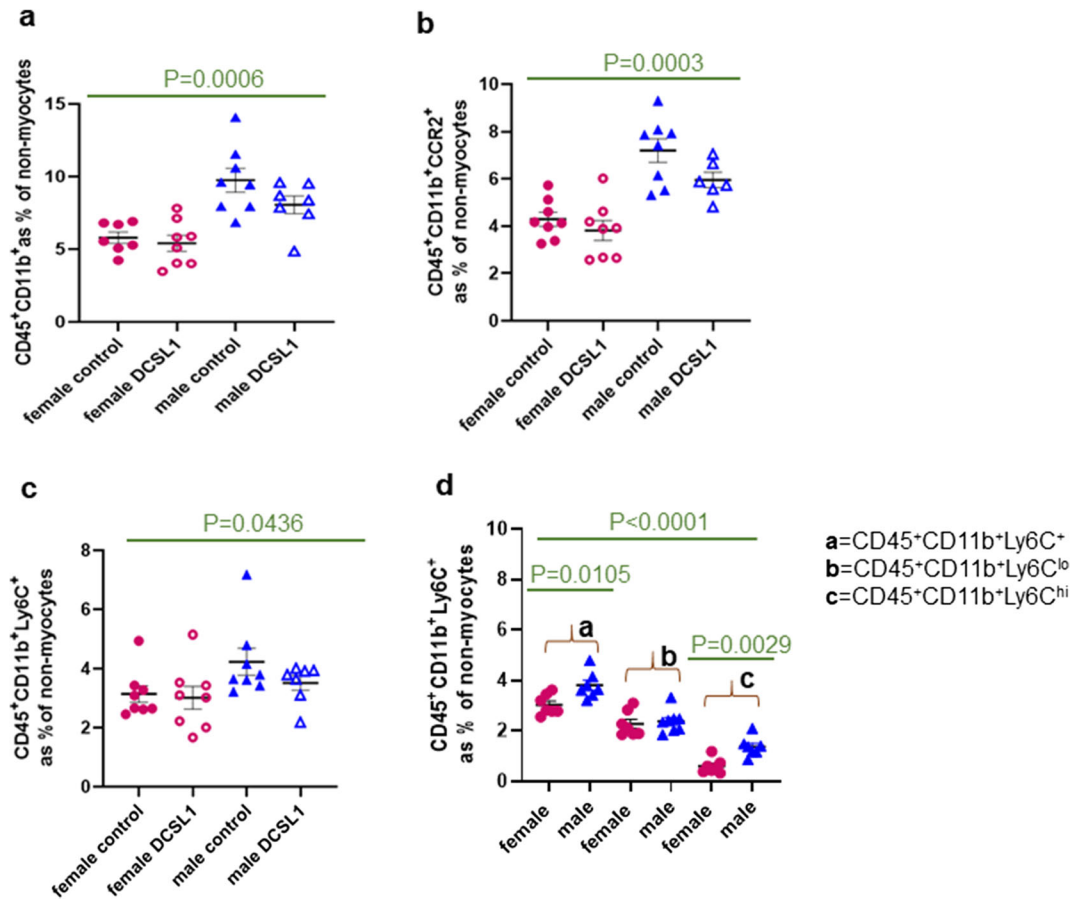 a
P=0.0006
CD45⁺CD11b⁺as % of non-myocytes
15
10
5
0
female control
female DCSL1
male control
male DCSL1
b
P=0.0003
CD45⁺CD11b⁺CCR2⁺
as % of non-myocytes
10
8
6
4
2
0
female control
female DCSL1
male control
male DCSL1
c
P=0.0436
CD45⁺ CD11b⁺Ly6C⁺
as % of non-myocytes
8
6
4
2
0
female control
female DCSL1
male control
male DCSL1
d
P<0.0001
P=0.0105
P=0.0029
a
b
c
CD45⁺ CD11b⁺Ly6C⁺
as % of non-myocytes
10
8
6
4
2
0
female
male
female
male
female
male
a=CD45⁺CD11b⁺Ly6C⁺
b=CD45⁺CD11b⁺Ly6Cˡᵒ
c=CD45⁺CD11b⁺Ly6Cʰⁱ